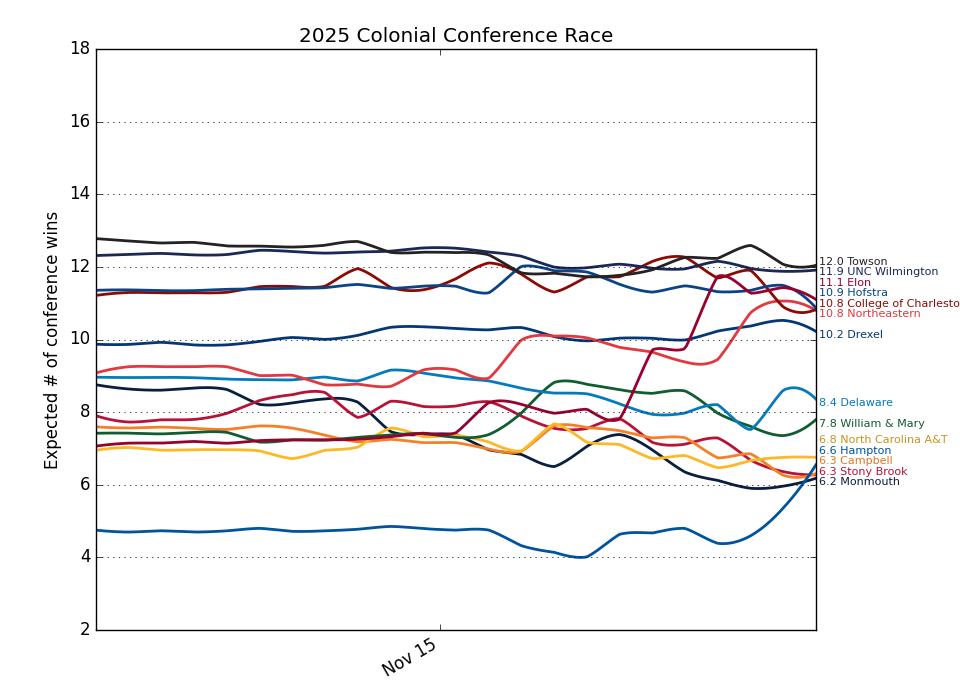 2025 Colonial Conference Race
Expected # of conference wins
18
16
14
12
10
8
6
4
2
Nov 15
12.0 Towson
11.9 UNC Wilmington
11.1 Elon
10.9 Hofstra
10.8 College of Charlesto
10.8 Northeastern
10.2 Drexel
8.4 Delaware
7.8 William & Mary
6.8 North Carolina A&T
6.6 Hampton
6.3 Campbell
6.3 Stony Brook
6.2 Monmouth